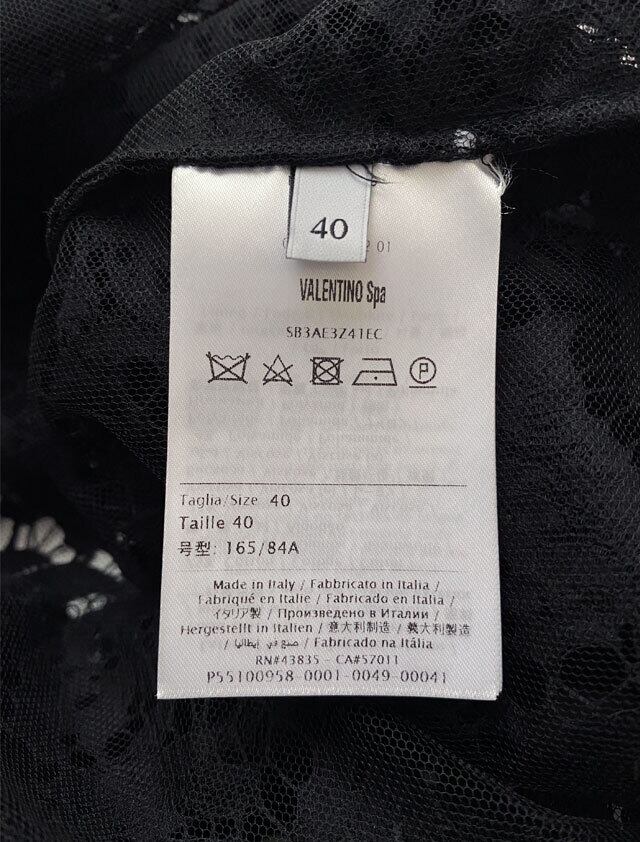 40
01
VALENTINO Spa
SB3AE3Z41EC
P
Taglia/Size 40
Taille 40
号型: 165/84A
Made in Italy / Fabbricato in Italia /
Fabriqué en Italie / Fabricado en Italia /
イタリア製 / Произведено в Италии /
Hergestellt in Italien / 意大利制造 / 義大利製造
/ صنع في إيطاليا / Fabricado na Itália
RN#43835 - CA#57011
P55100958-0001-0049-00041